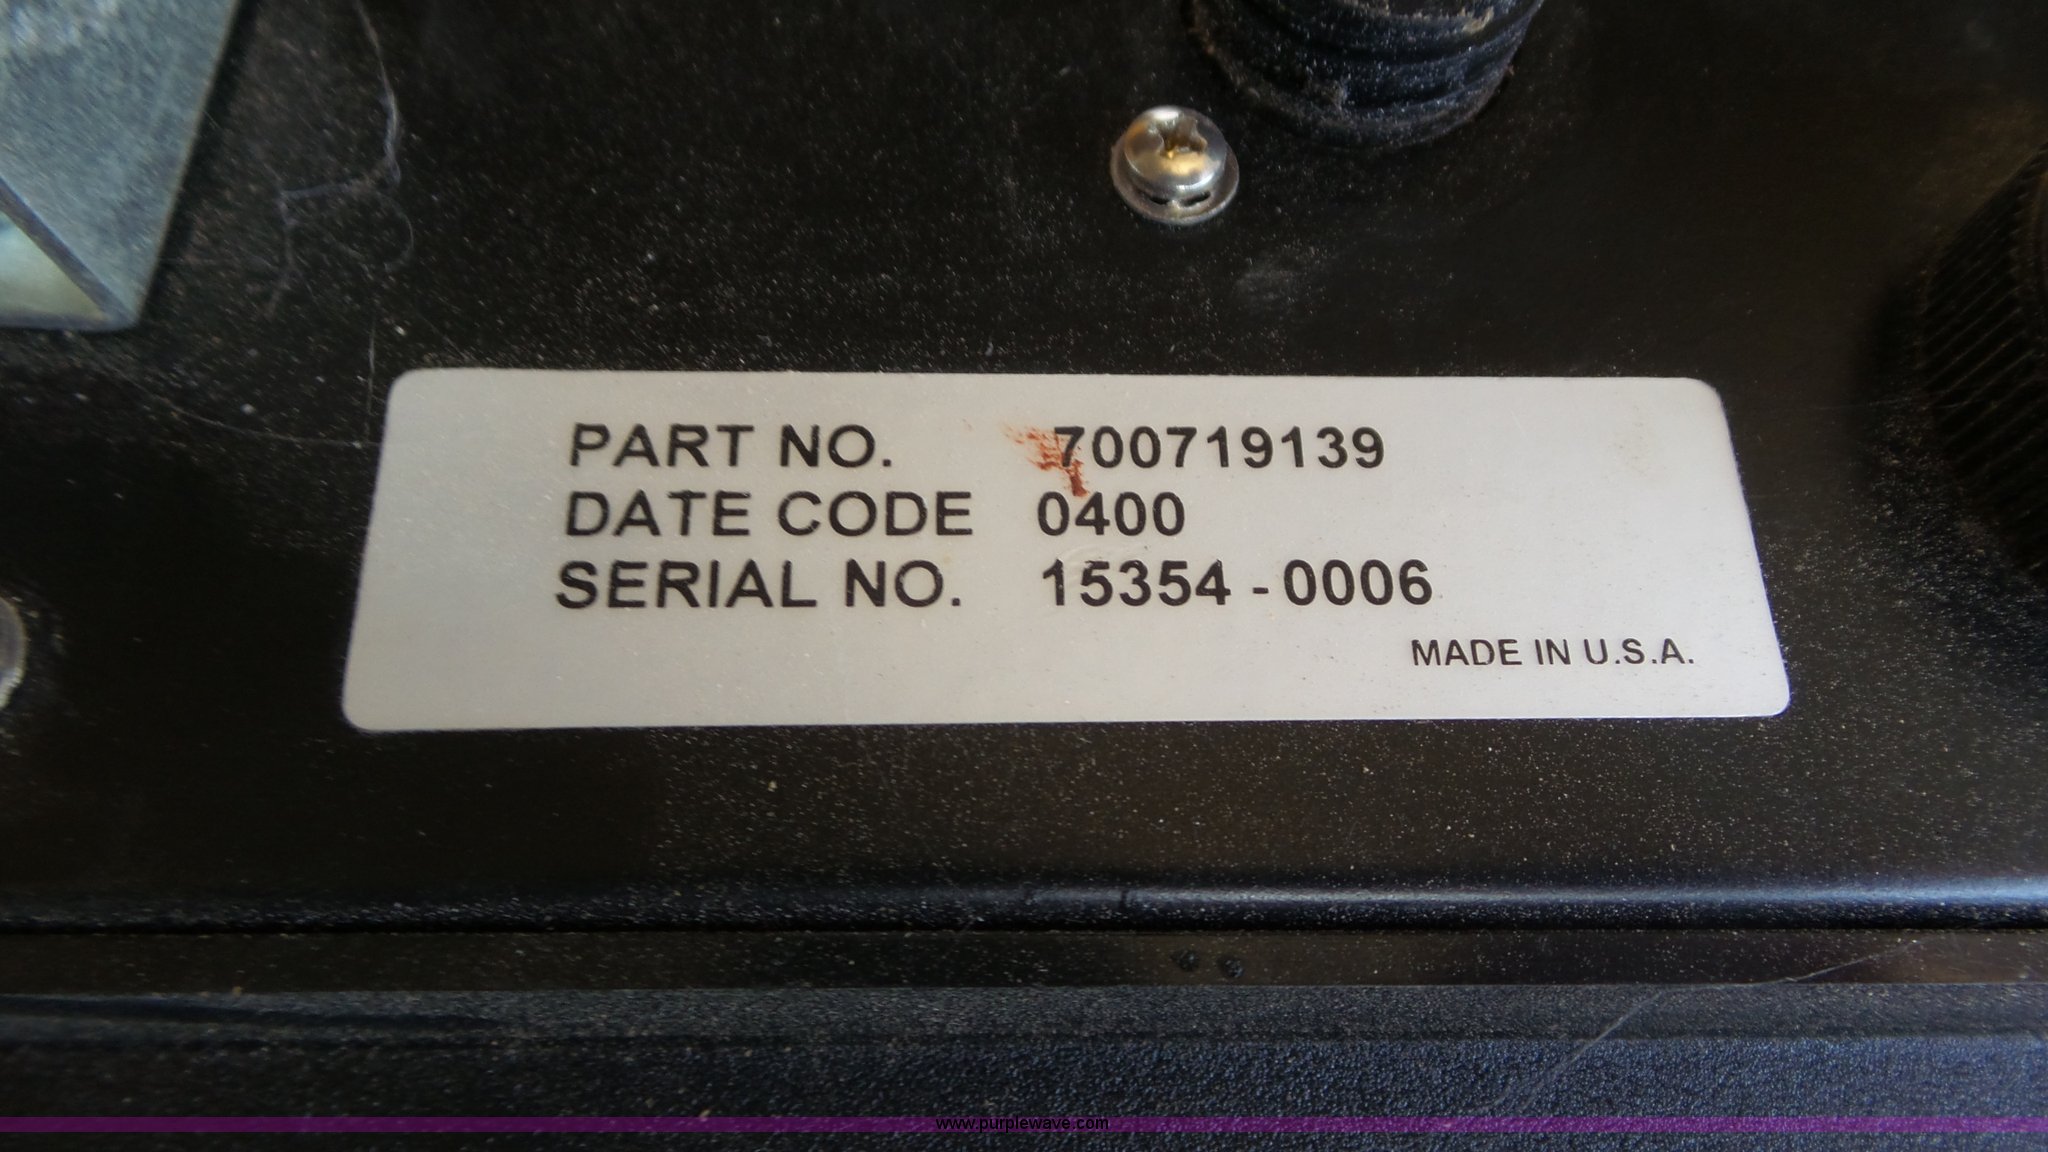 PART NO. 700719139
DATE CODE 0400
SERIAL NO. 15354-0006
MADE IN U.S.A.
www.purplewave.com